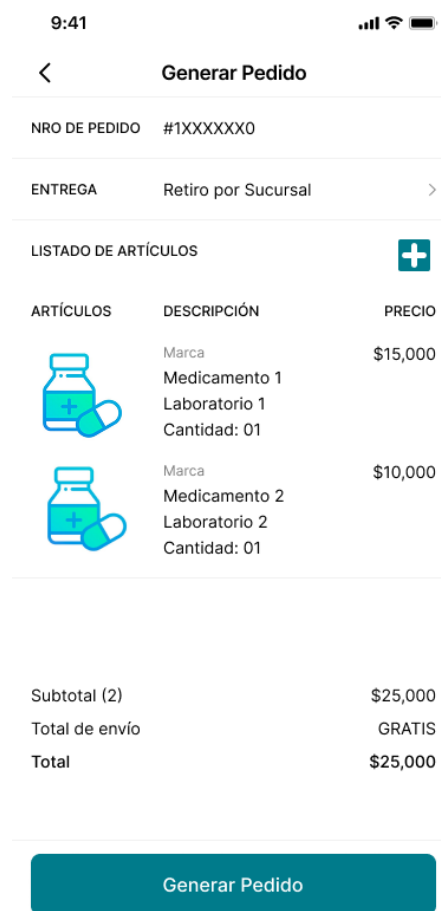 9:41
Generar Pedido
NRO DE PEDIDO #1XXXXXX0
ENTREGA Retiro por Sucursal
LISTADO DE ARTÍCULOS
ARTÍCULOS DESCRIPCIÓN PRECIO
Marca $15,000
Medicamento 1
Laboratorio 1
Cantidad: 01
Marca $10,000
Medicamento 2
Laboratorio 2
Cantidad: 01
Subtotal (2) $25,000
Total de envío GRATIS
Total $25,000
Generar Pedido